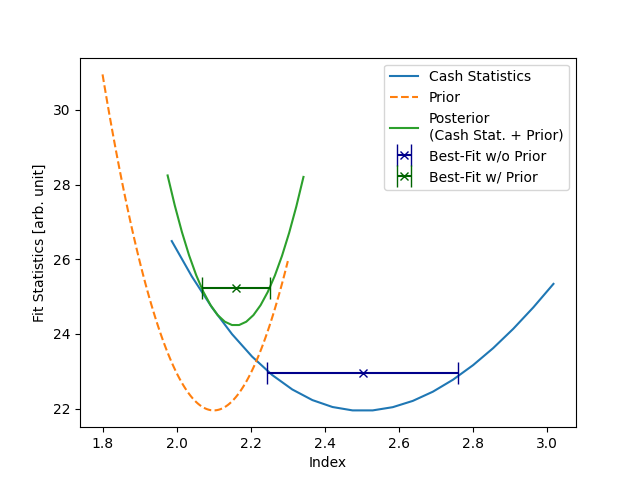 Cash Statistics
Prior
Posterior
(Cash Stat. + Prior)
Best-Fit w/o Prior
Best-Fit w/ Prior
Fit Statistics [arb. unit]
30
28
26
24
22
1.8 2.0 2.2 2.4 2.6 2.8 3.0
Index